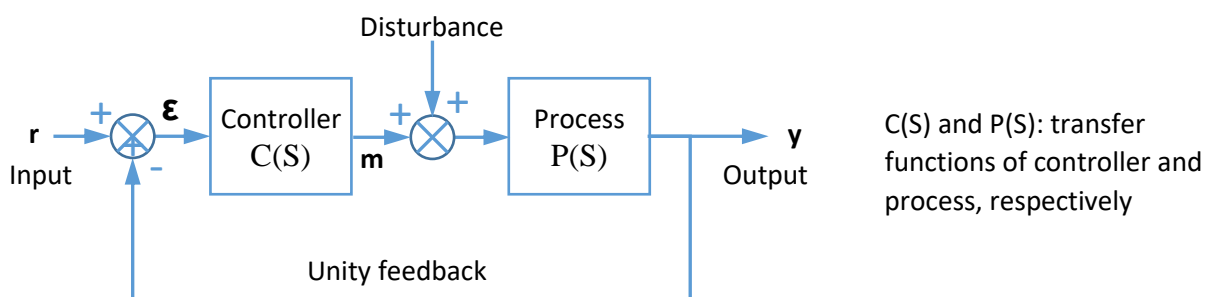 Disturbance
+
ε
+
+
r
Input
-
Controller
C(S)
m
Process
P(S)
y
Output
C(S) and P(S): transfer
functions of controller and
process, respectively
Unity feedback